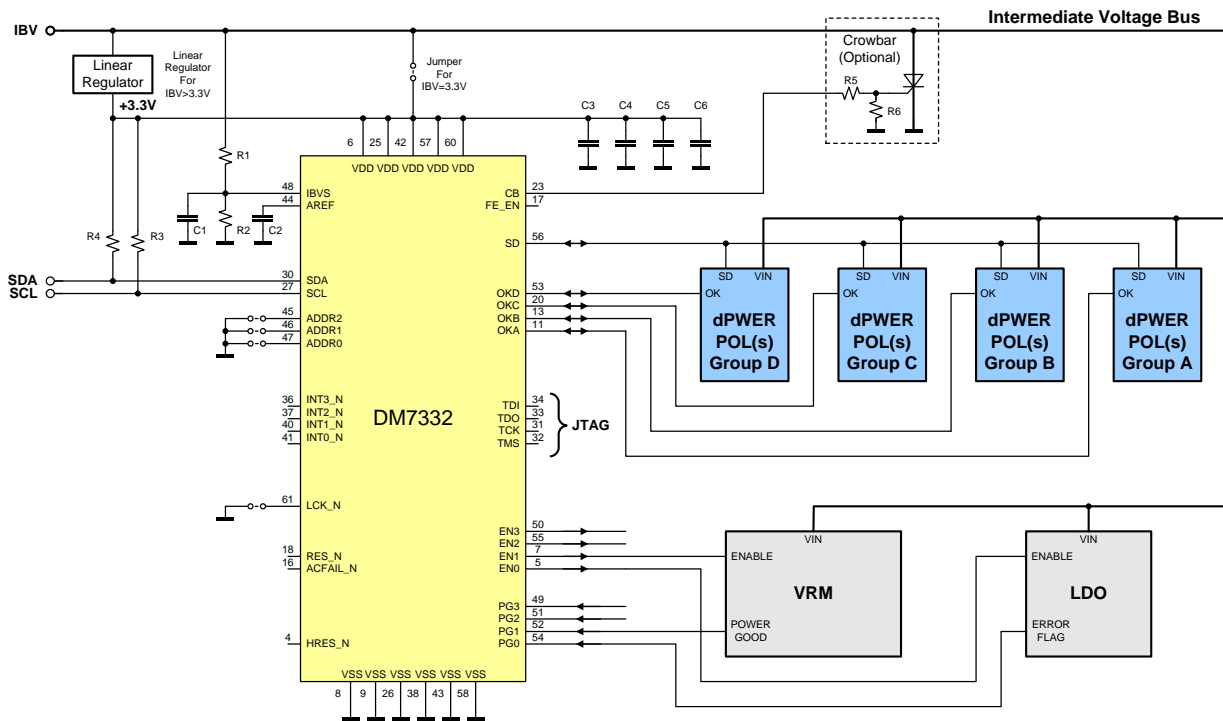 Intermediate Voltage Bus
IBV
Linear
Regulator
Linear
Regulator
For
IBV>3.3V
Jumper
For
IBV=3.3V
Crowbar
(Optional)
R5
R6
+3.3V
C3
C4
C5
C6
6
25
42
57
60
VDD VDD VDD VDD VDD
R1
R2
R4
R3
C1
C2
48
IBVS
44
AREF
SDA
30
SDA
SCL
27
SCL
45
ADDR2
46
ADDR1
47
ADDR0
36
INT3_N
37
INT2_N
40
INT1_N
41
INT0_N
61
LCK_N
18
RES_N
16
ACFAIL_N
4
HRES_N
DM7332
CB
23
FE_EN
17
SD
56
OKD
53
OKC
20
OKB
13
OKA
11
TDI
34
TDO
33
TCK
31
TMS
32
JTAG
EN3
50
EN2
55
EN1
7
EN0
5
PG3
49
PG2
51
PG1
52
PG0
54
VSS VSS VSS VSS VSS VSS
8
9
26
38
43
58
SD
VIN
OK
dPWER
POL(s)
Group D
SD
VIN
OK
dPWER
POL(s)
Group C
SD
VIN
OK
dPWER
POL(s)
Group B
SD
VIN
OK
dPWER
POL(s)
Group A
VIN
ENABLE
VRM
POWER
GOOD
VIN
ENABLE
LDO
ERROR
FLAG